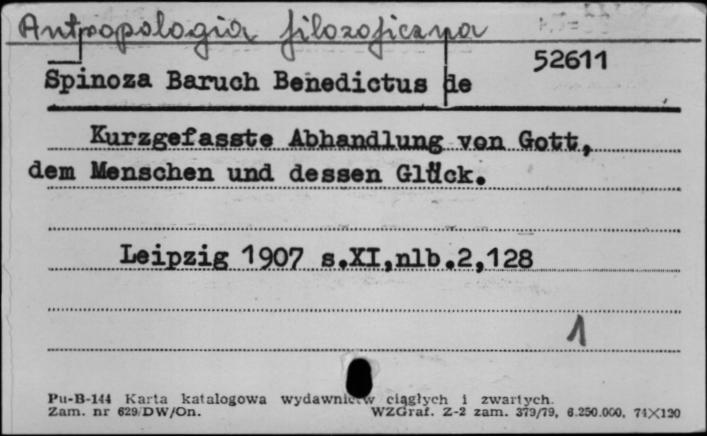 Antropologia filozoficzna
52611
Spinoza Baruch Benedictus de
Kurzgefasste Abhandlung von Gott,
dem Menschen und dessen Glück.
Leipzig 1907 s.XI,nlb.2,128
1
Pu-B-144 Karta katalogowa wydawnictw ciągłych i zwartych.
Zam. nr 629/DW/On. WZGraf. Z-2 zam. 379/79, 6.250.000, 74×120